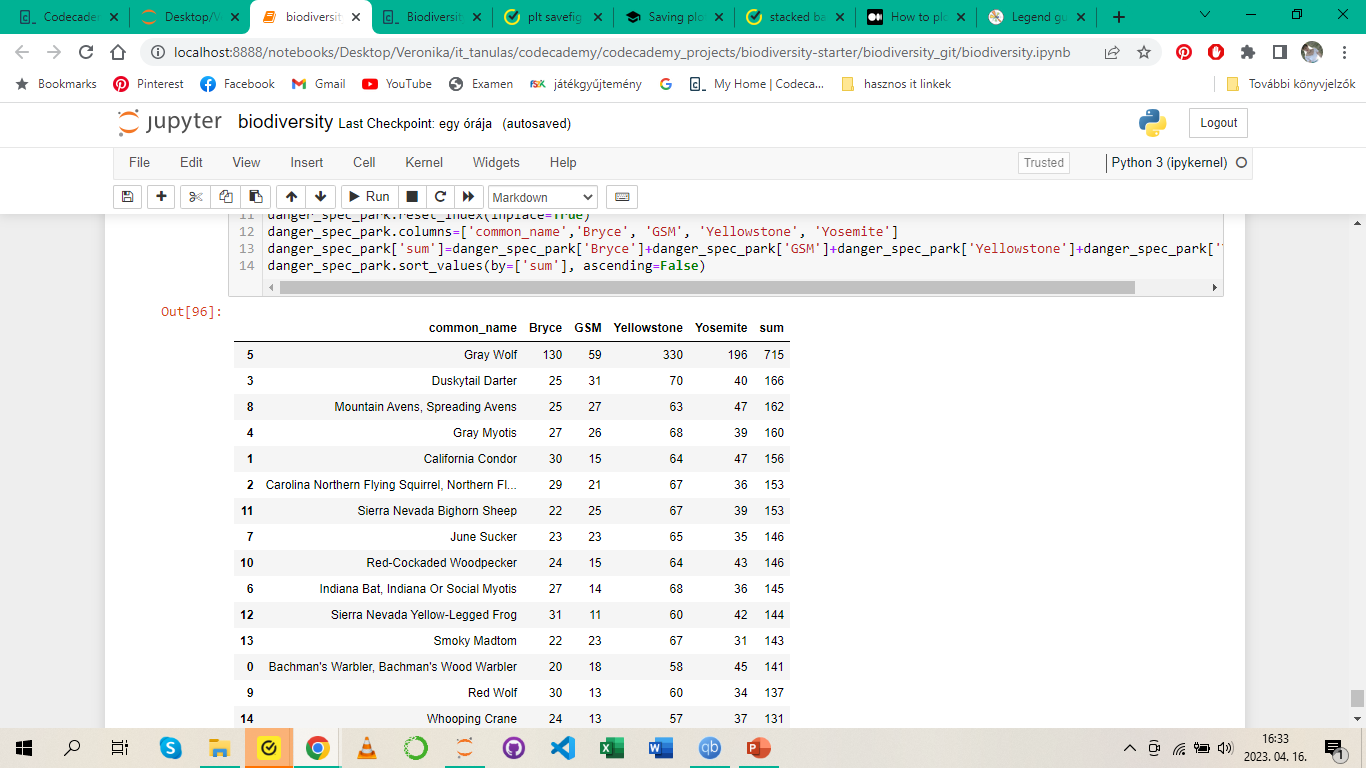 Codecader
Desktop/V
biodiversity
Biodiversity
plt savefig
Saving plo
stacked ba
How to plo
Legend gu
localhost:8888/notebooks/Desktop/Veronika/it_tanulas/codecademy/codecademy_projects/biodiversity-starter/biodiversity_git/biodiversity.ipynb
Bookmarks Pinterest Facebook Gmail YouTube Examen játékgyűjtemény My Home | Codeca... hasznos it linkek További könyvjelzők
jupyter biodiversity Last Checkpoint: egy órája (autosaved) Logout
File Edit View Insert Cell Kernel Widgets Help Trusted Python 3 (ipykernel)
Run Markdown
11 danger_spec_park.reset_index(inplace=True)
12 danger_spec_park.columns=['common_name','Bryce', 'GSM', 'Yellowstone', 'Yosemite']
13 danger_spec_park['sum']=danger_spec_park['Bryce']+danger_spec_park['GSM']+danger_spec_park['Yellowstone']+danger_spec_park['
14 danger_spec_park.sort_values(by=['sum'], ascending=False)
Out[96]:
common_name Bryce GSM Yellowstone Yosemite sum
5 Gray Wolf 130 59 330 196 715
3 Duskytail Darter 25 31 70 40 166
8 Mountain Avens, Spreading Avens 25 27 63 47 162
4 Gray Myotis 27 26 68 39 160
1 California Condor 30 15 64 47 156
2 Carolina Northern Flying Squirrel, Northern Fl... 29 21 67 36 153
11 Sierra Nevada Bighorn Sheep 22 25 67 39 153
7 June Sucker 23 23 65 35 146
10 Red-Cockaded Woodpecker 24 15 64 43 146
6 Indiana Bat, Indiana Or Social Myotis 27 14 68 36 145
12 Sierra Nevada Yellow-Legged Frog 31 11 60 42 144
13 Smoky Madtom 22 23 67 31 143
0 Bachman's Warbler, Bachman's Wood Warbler 20 18 58 45 141
9 Red Wolf 30 13 60 34 137
14 Whooping Crane 24 13 57 37 131
16:33
2023. 04. 16.
1